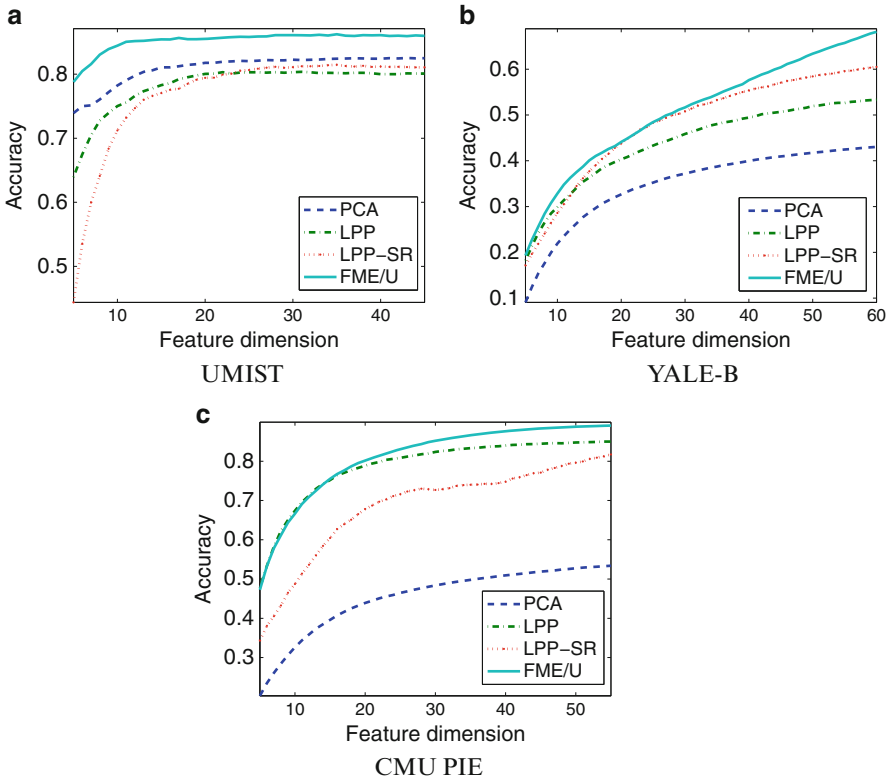 a
0.8
0.7
0.6
0.5
Accuracy
PCA
LPP
LPP-SR
FME/U
10 20 30 40
Feature dimension
UMIST
b
0.6
0.5
0.4
0.3
0.2
0.1
Accuracy
PCA
LPP
LPP-SR
FME/U
10 20 30 40 50 60
Feature dimension
YALE-B
c
0.8
0.7
0.6
0.5
0.4
0.3
Accuracy
PCA
LPP
LPP-SR
FME/U
10 20 30 40 50
Feature dimension
CMU PIE